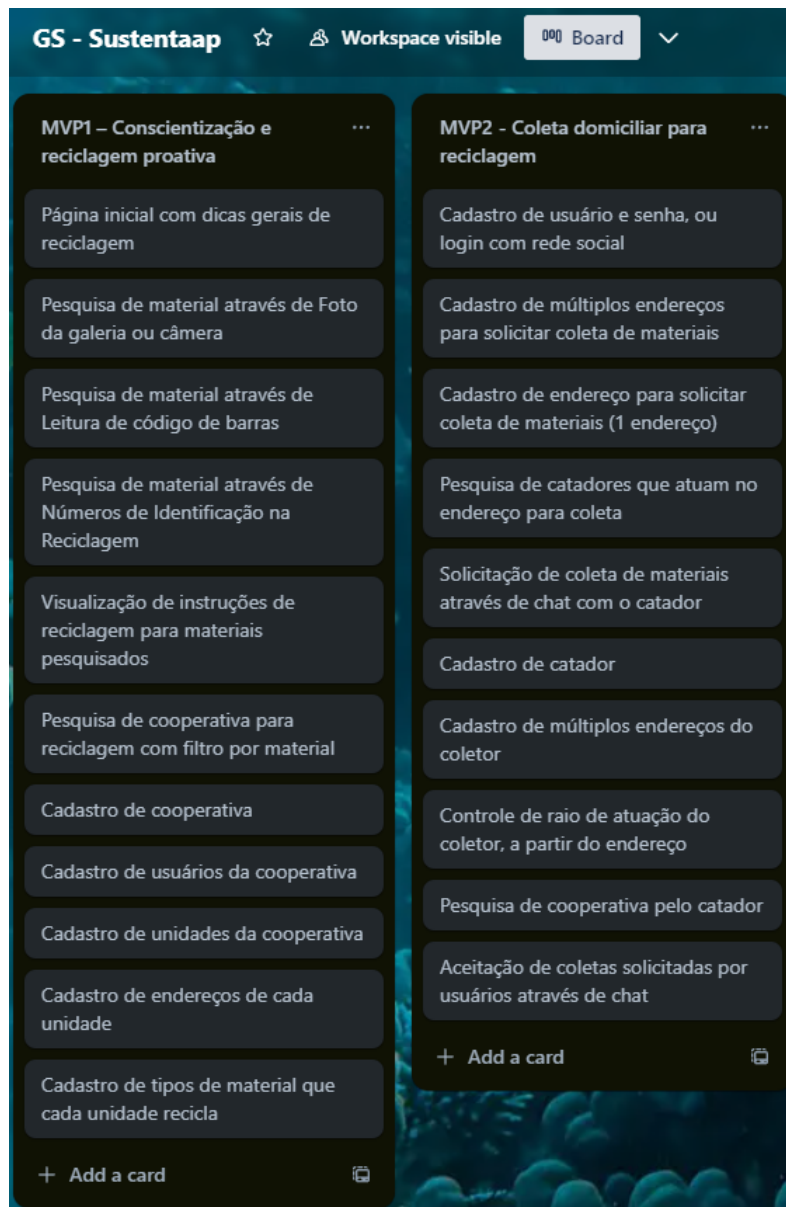 GS - Sustentaap
Workspace visible
Board
MVP1 – Conscientização e
reciclagem proativa
Página inicial com dicas gerais de
reciclagem
Pesquisa de material através de Foto
da galeria ou câmera
Pesquisa de material através de
Leitura de código de barras
Pesquisa de material através de
Números de Identificação na
Reciclagem
Visualização de instruções de
reciclagem para materiais
pesquisados
Pesquisa de cooperativa para
reciclagem com filtro por material
Cadastro de cooperativa
Cadastro de usuários da cooperativa
Cadastro de unidades da cooperativa
Cadastro de endereços de cada
unidade
Cadastro de tipos de material que
cada unidade recicla
+ Add a card
MVP2 - Coleta domiciliar para
reciclagem
Cadastro de usuário e senha, ou
login com rede social
Cadastro de múltiplos endereços
para solicitar coleta de materiais
Cadastro de endereço para solicitar
coleta de materiais (1 endereço)
Pesquisa de catadores que atuam no
endereço para coleta
Solicitação de coleta de materiais
através de chat com o catador
Cadastro de catador
Cadastro de múltiplos endereços do
coletor
Controle de raio de atuação do
coletor, a partir do endereço
Pesquisa de cooperativa pelo catador
Aceitação de coletas solicitadas por
usuários através de chat
+ Add a card